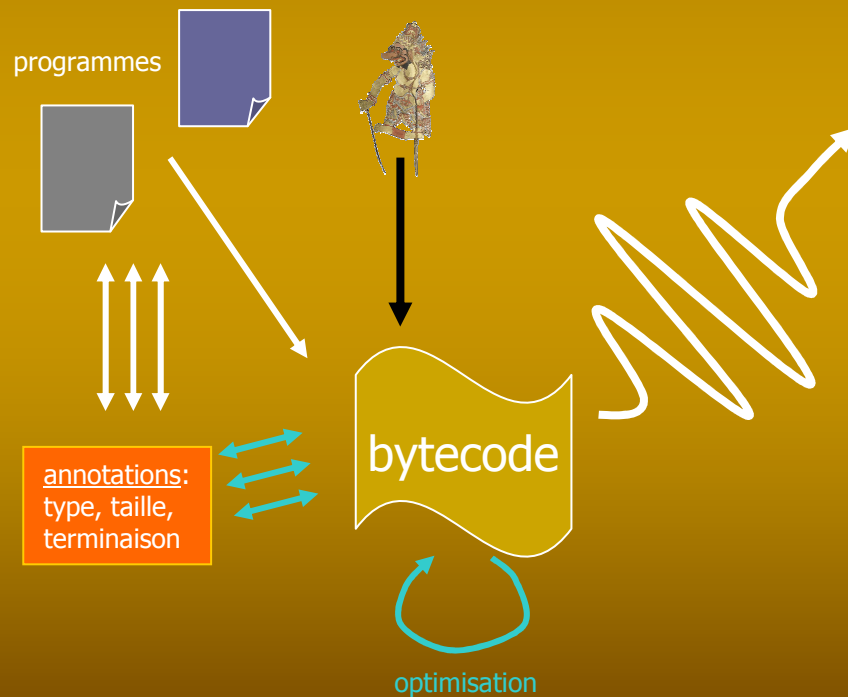 programmes
bytecode
annotations:
type, taille,
terminaison
optimisation